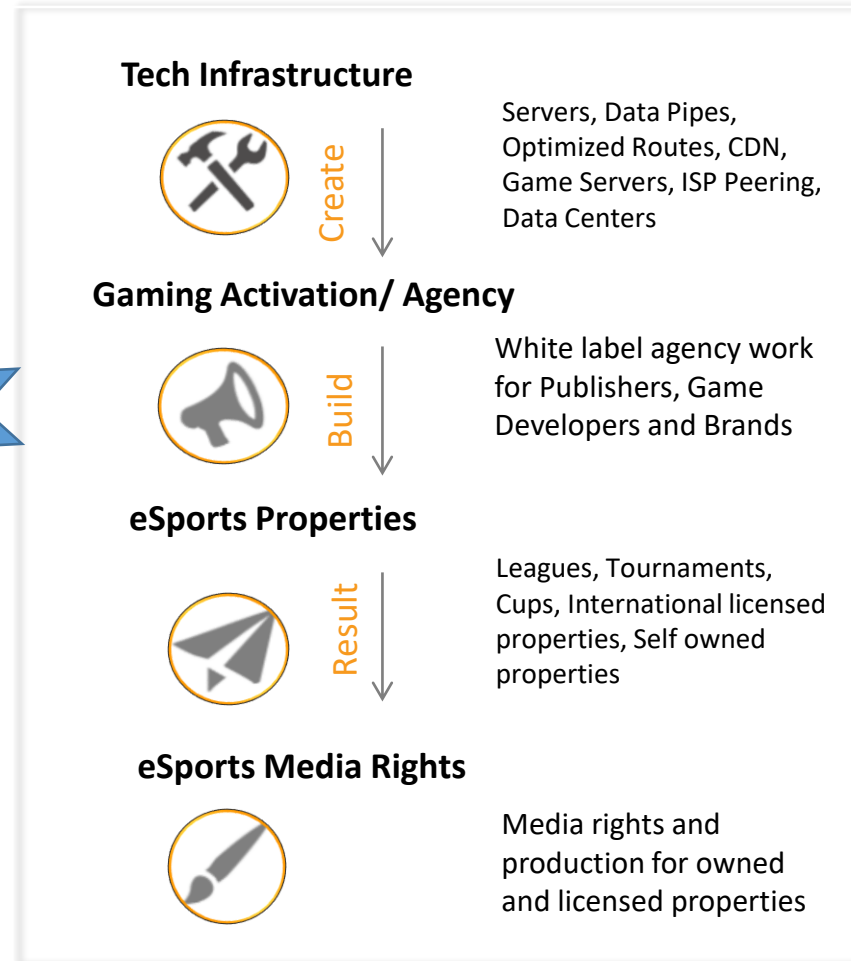 Tech Infrastructure
Create
Servers, Data Pipes,
Optimized Routes, CDN,
Game Servers, ISP Peering,
Data Centers
Gaming Activation/ Agency
Build
White label agency work
for Publishers, Game
Developers and Brands
eSports Properties
Result
Leagues, Tournaments,
Cups, International licensed
properties, Self owned
properties
eSports Media Rights
Media rights and
production for owned
and licensed properties